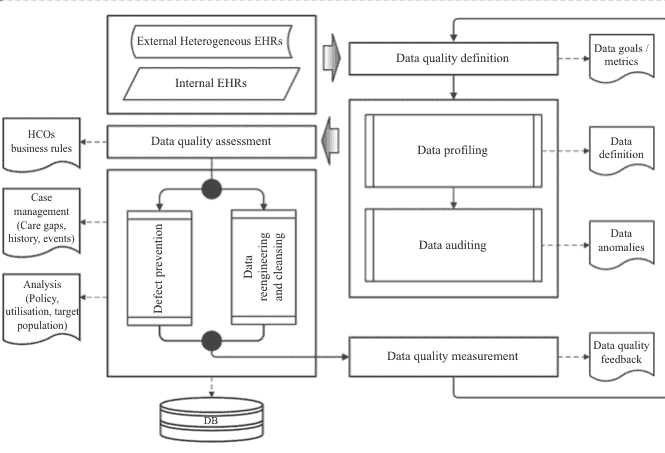 External Heterogeneous EHRs
Internal EHRs
Data quality definition
Data goals /
metrics
HCOs
business rules
Data quality assessment
Data profiling
Data
definition
Case
management
(Care gaps,
history, events)
Defect prevention
Data
reengineering
and cleansing
Data auditing
Data
anomalies
Analysis
(Policy,
utilisation, target
population)
Data quality measurement
Data quality
feedback
DB